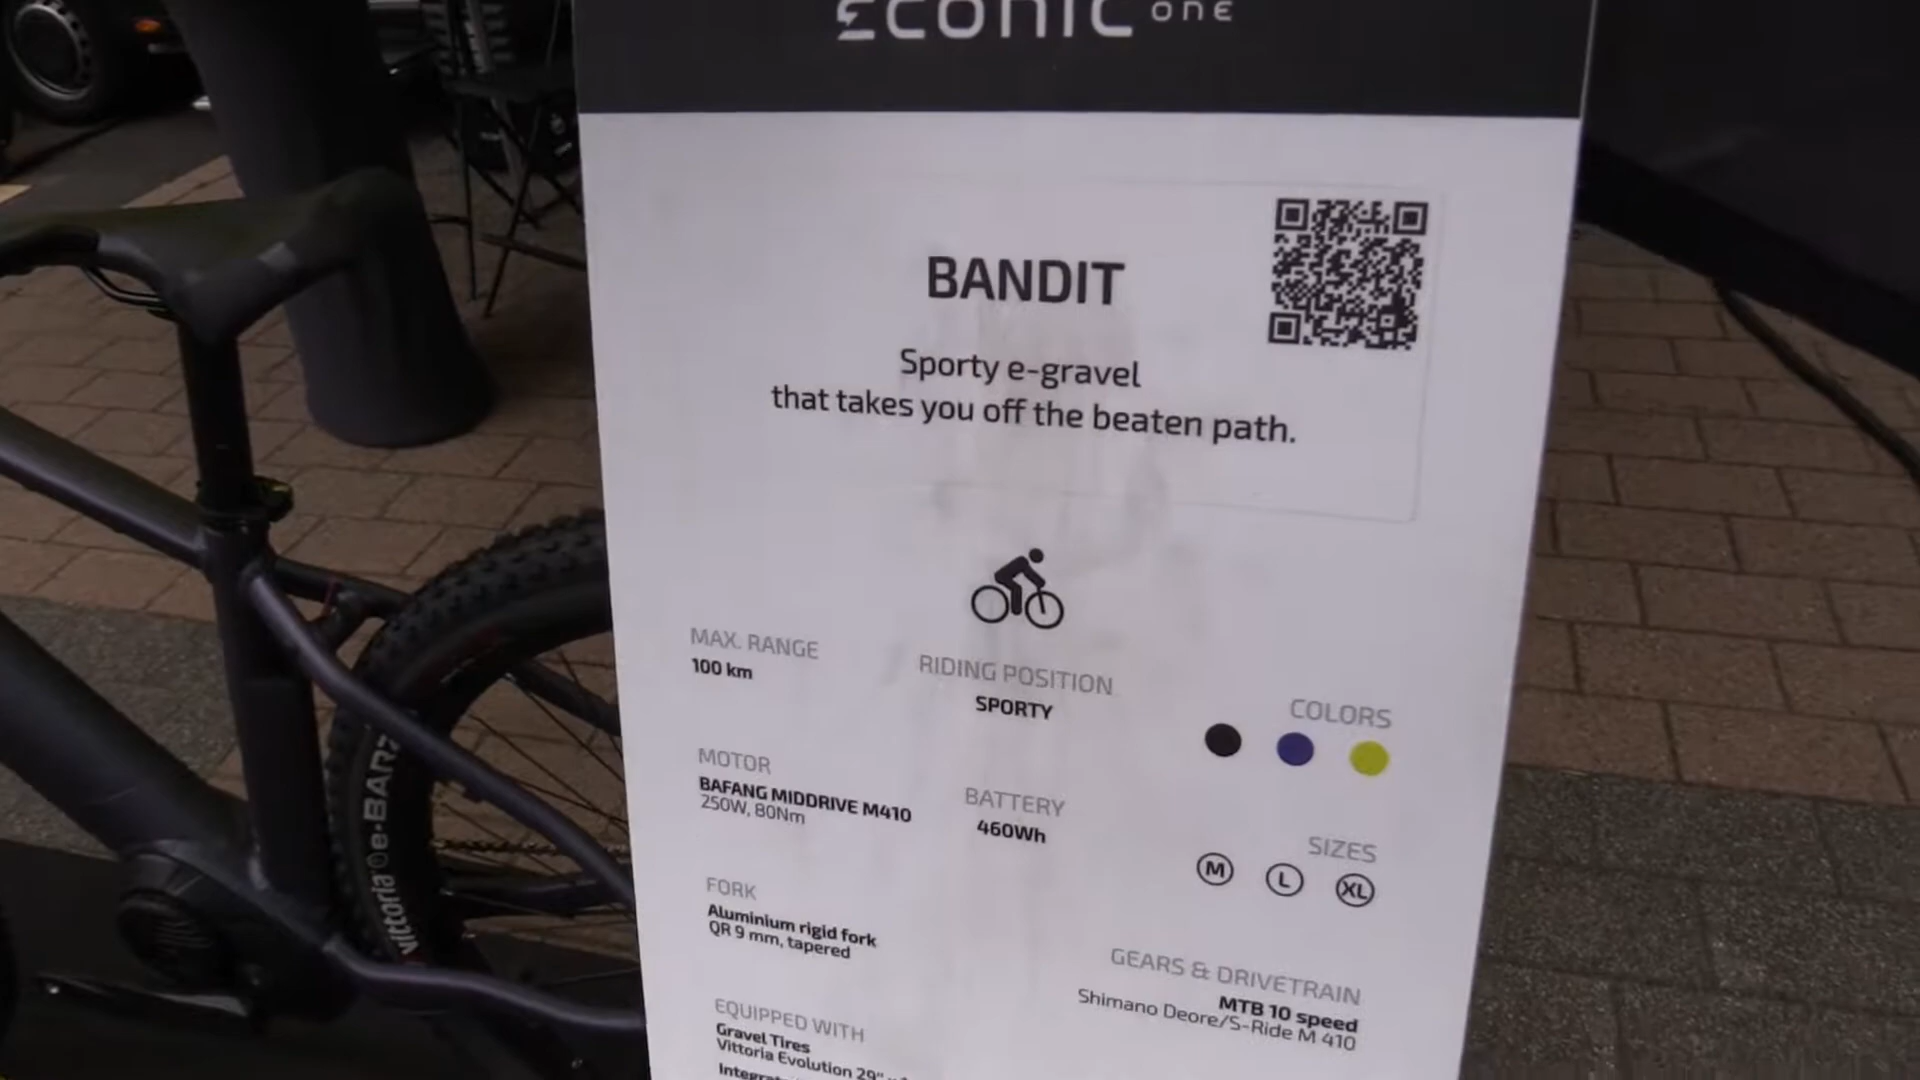 ECONIC ONE
BANDIT
Sporty e-gravel
that takes you off the beaten path.
MAX. RANGE
100 km
RIDING POSITION
SPORTY
COLORS
MOTOR
BAFANG MIDDRIVE M410
250W, 80Nm
BATTERY
460Wh
SIZES
M L XL
FORK
Aluminium rigid fork
QR 9 mm, tapered
GEARS & DRIVETRAIN
MTB 10 speed
Shimano Deore/S-Ride M 410
EQUIPPED WITH
Gravel Tires
Vittoria Evolution 29"
vittoria e-BARZ